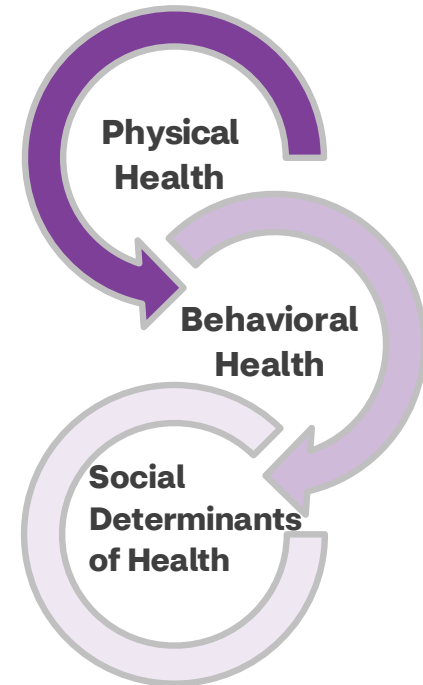 Physical
Health
Behavioral
Health
Social
Determinants
of Health